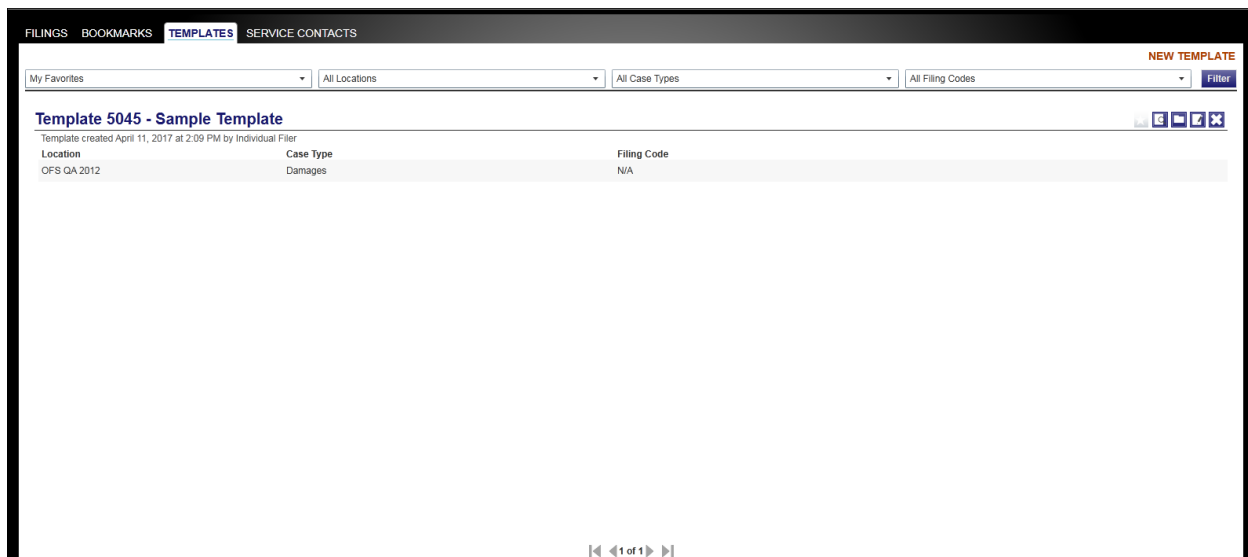 FILINGS BOOKMARKS TEMPLATES SERVICE CONTACTS
NEW TEMPLATE
My Favorites All Locations All Case Types All Filing Codes Filter
Template 5045 - Sample Template
Template created April 11, 2017 at 2:09 PM by Individual Filer
Location Case Type Filing Code
OFS QA 2012 Damages N/A
1 of 1